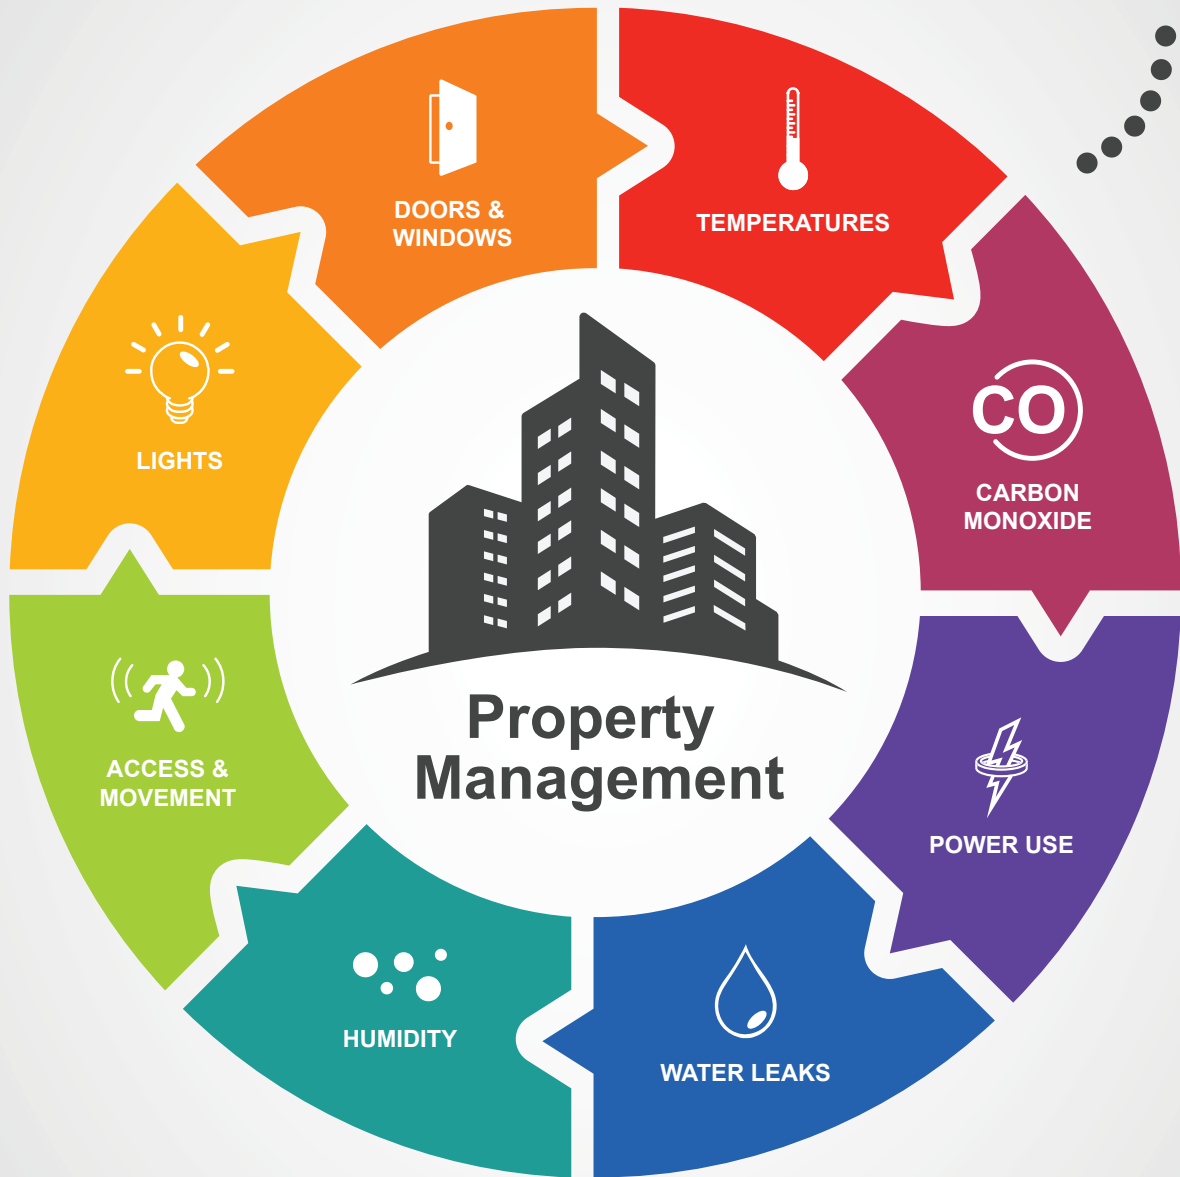 DOORS &
WINDOWS
TEMPERATURES
LIGHTS
CO
CARBON
MONOXIDE
Property
Management
ACCESS &
MOVEMENT
POWER USE
HUMIDITY
WATER LEAKS